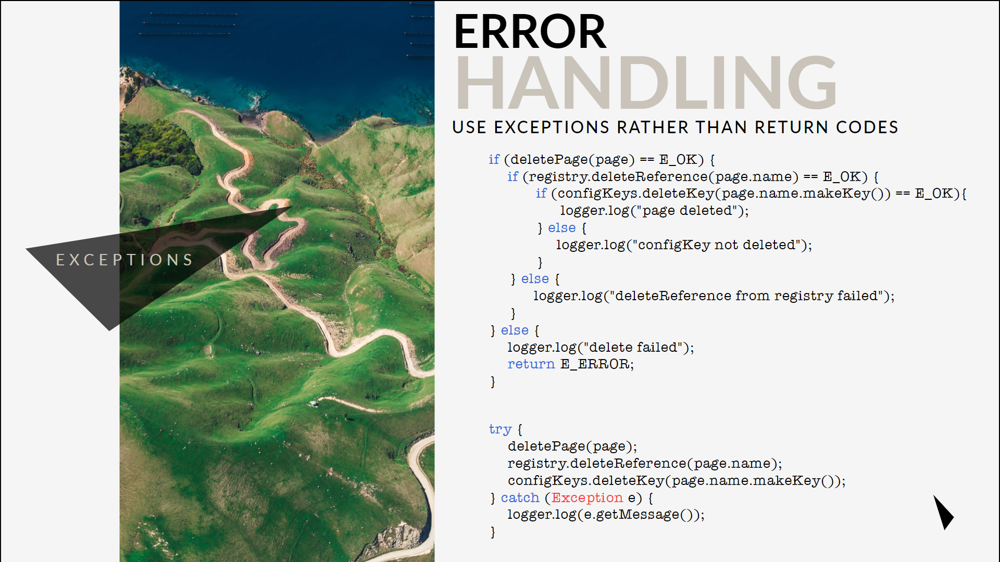 ERROR
HANDLING
USE EXCEPTIONS RATHER THAN RETURN CODES
EXCEPTIONS
if (deletePage(page) == E_OK) {
if (registry.deleteReference(page.name) == E_OK) {
if (configKeys.deleteKey(page.name.makeKey()) == E_OK){
logger.log("page deleted");
} else {
logger.log("configKey not deleted");
}
} else {
logger.log("deleteReference from registry failed");
}
} else {
logger.log("delete failed");
return E_ERROR;
}
try {
deletePage(page);
registry.deleteReference(page.name);
configKeys.deleteKey(page.name.makeKey());
} catch (Exception e) {
logger.log(e.getMessage());
}